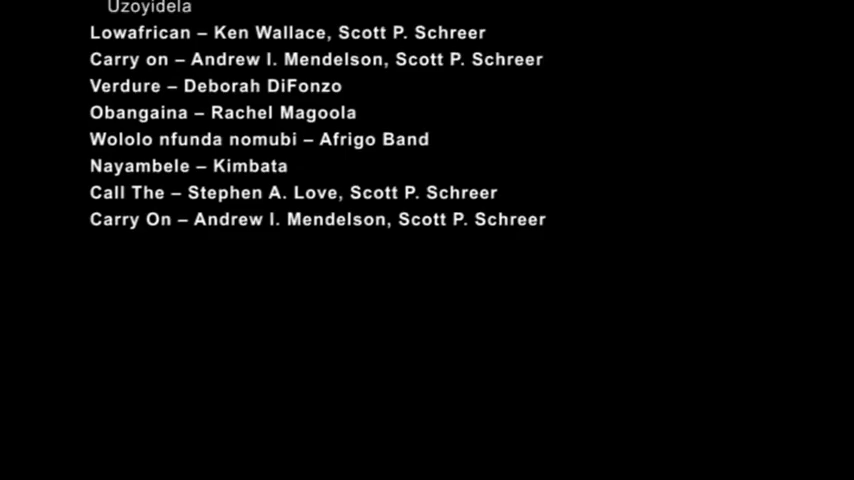 Uzoyidela
Lowafrican – Ken Wallace, Scott P. Schreer
Carry on – Andrew I. Mendelson, Scott P. Schreer
Verdure – Deborah DiFonzo
Obangaina – Rachel Magoola
Wololo nfunda nomubi – Afrigo Band
Nayambele – Kimbata
Call The – Stephen A. Love, Scott P. Schreer
Carry On – Andrew I. Mendelson, Scott P. Schreer